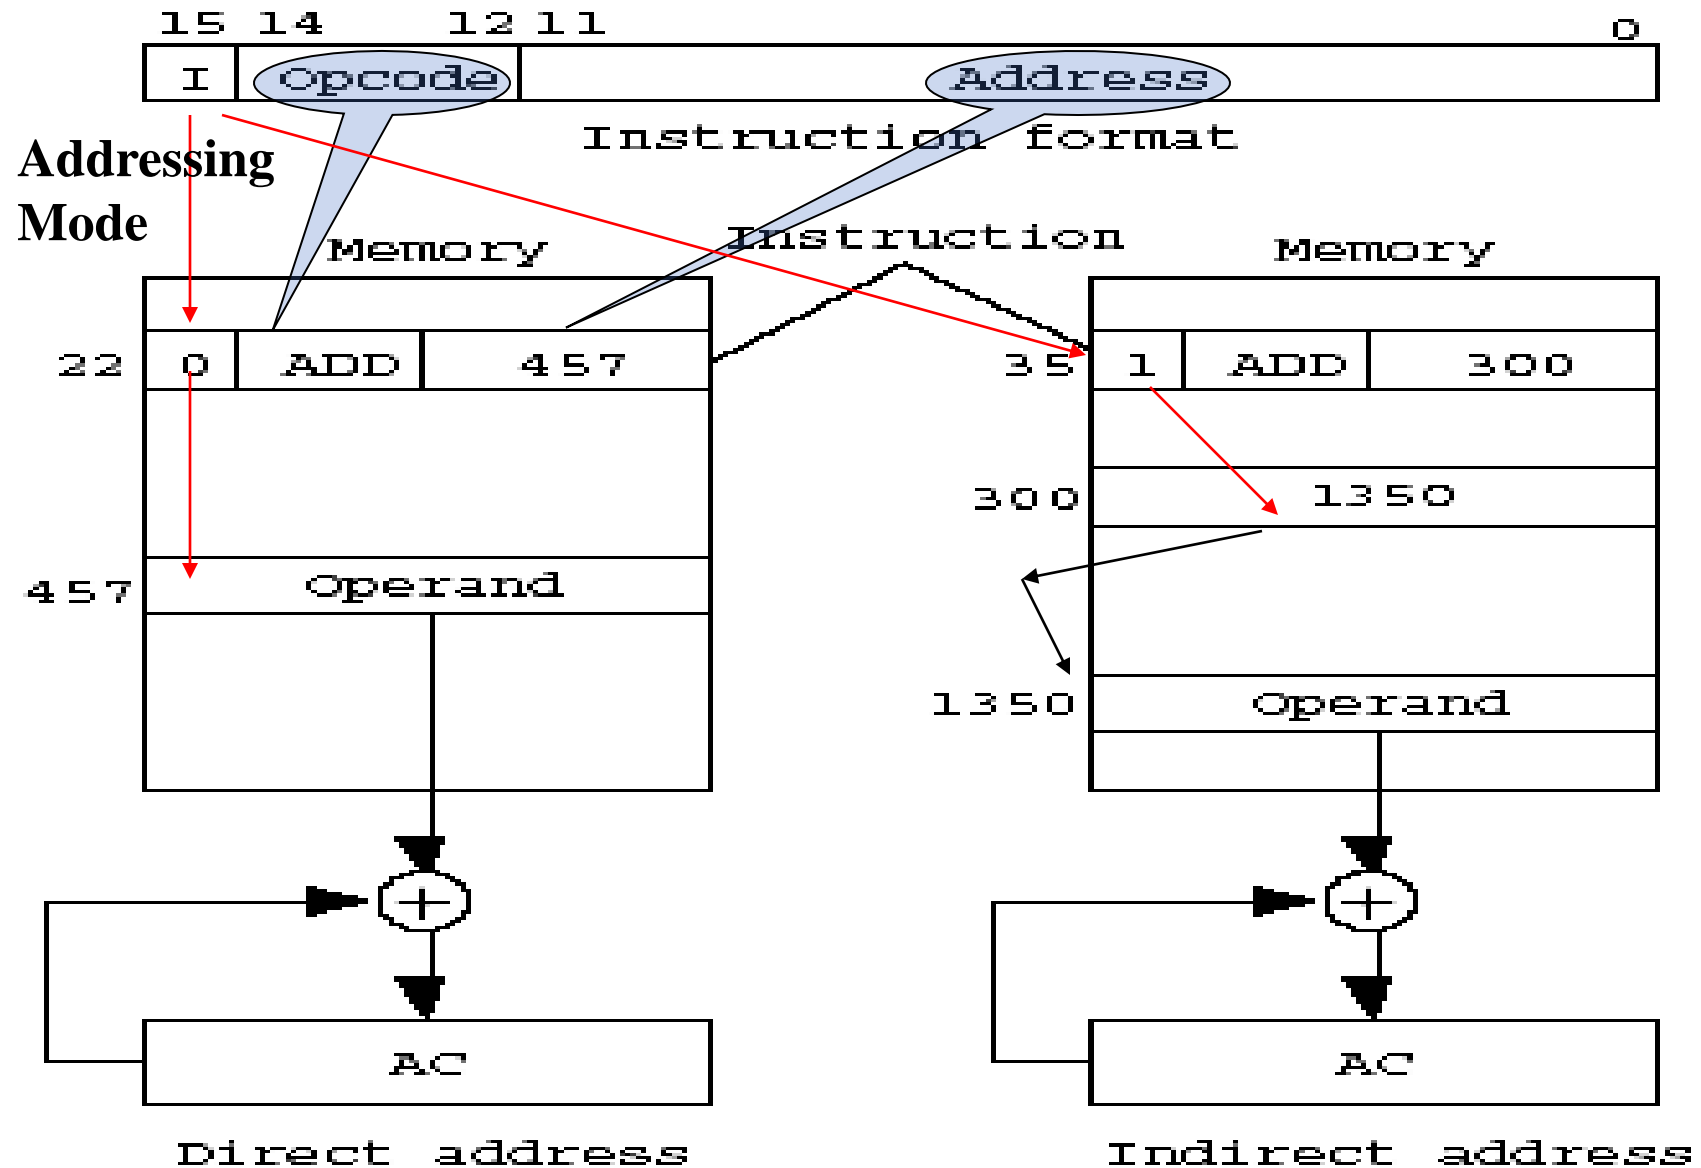 15 14 12 11 0
I Opcode Address
Instruction format
Addressing
Mode
Memory Instruction Memory
22 0 ADD 457 35 1 ADD 300
300 1350
457 Operand
1350 Operand
+ +
AC AC
Direct address Indirect address